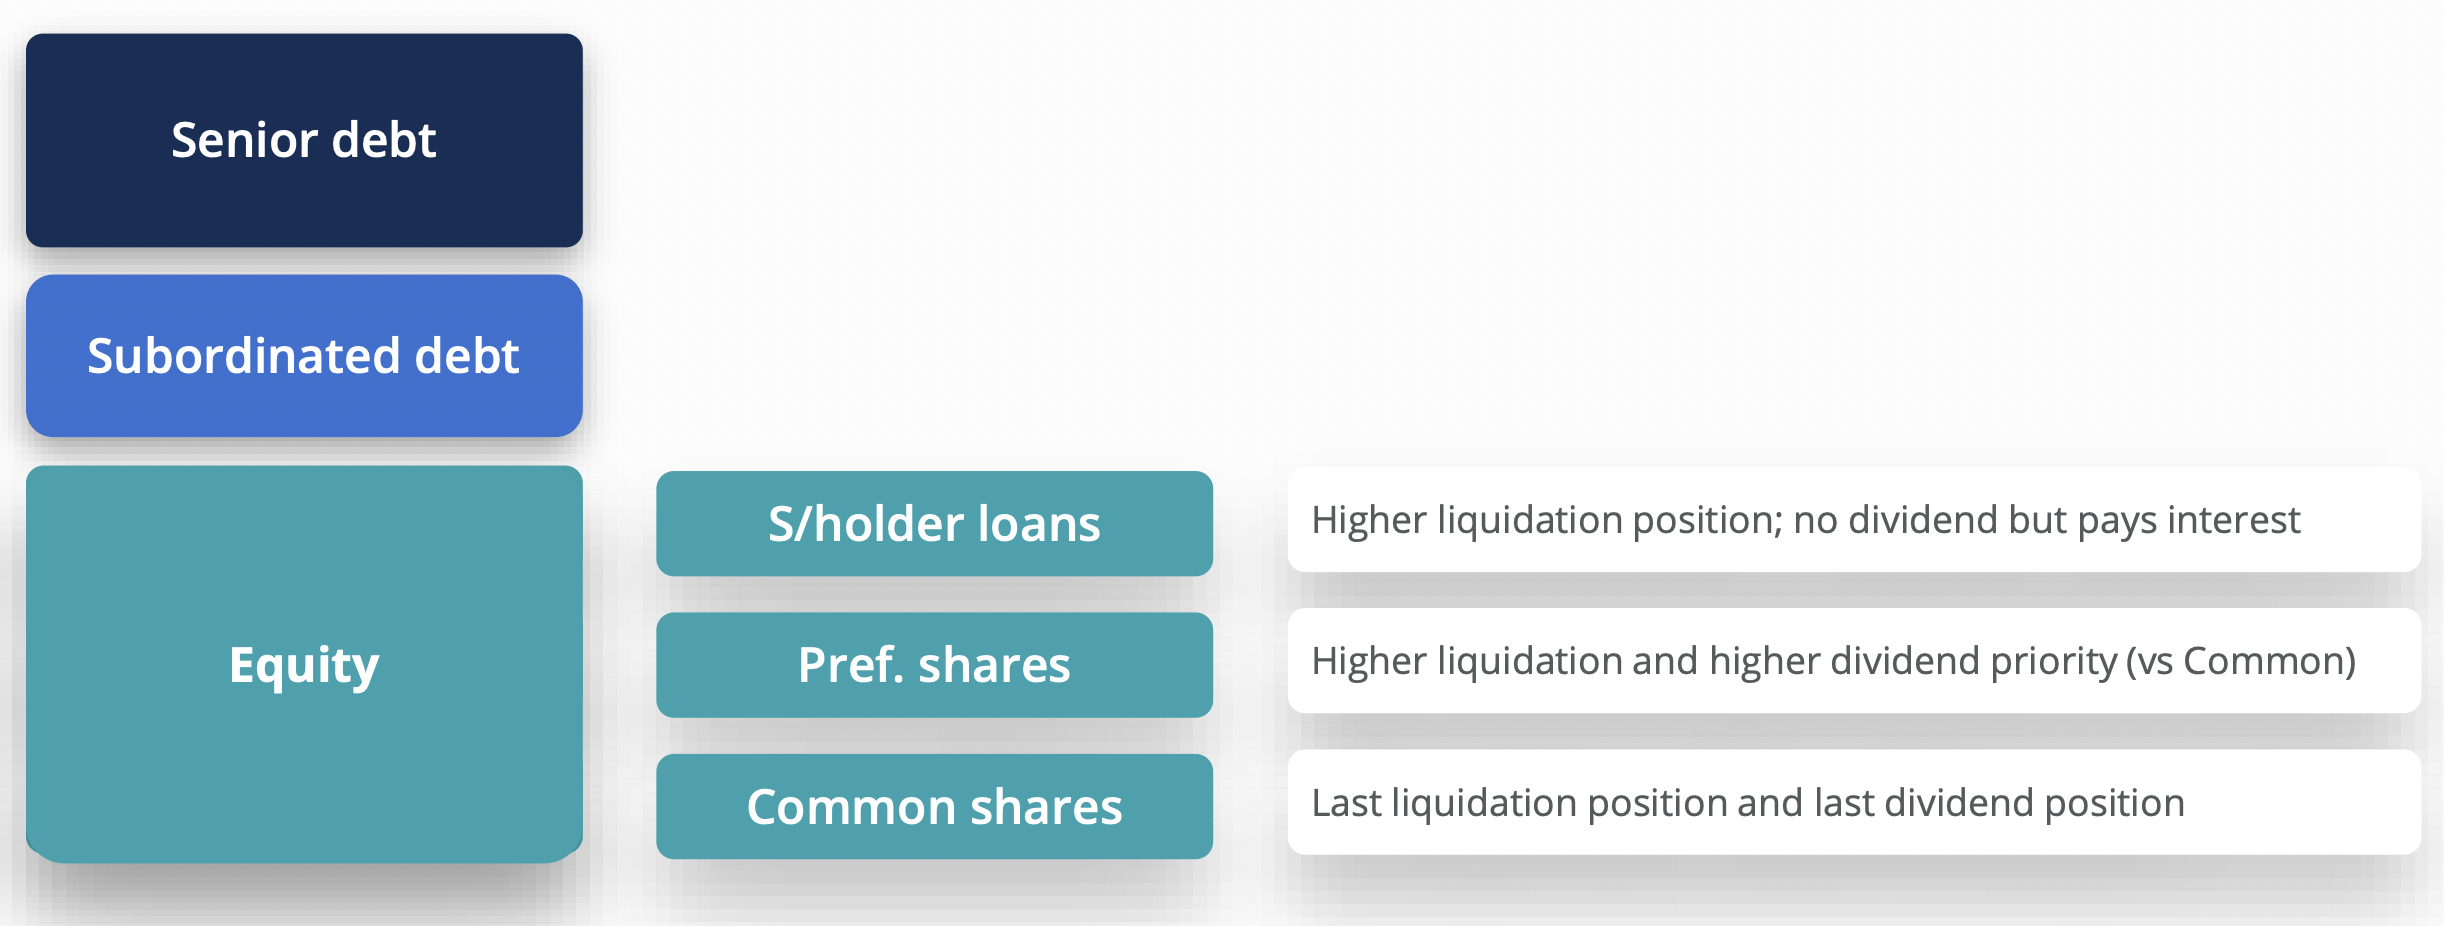 Senior debt
Subordinated debt
Equity
S/holder loans
Higher liquidation position; no dividend but pays interest
Pref. shares
Higher liquidation and higher dividend priority (vs Common)
Common shares
Last liquidation position and last dividend position